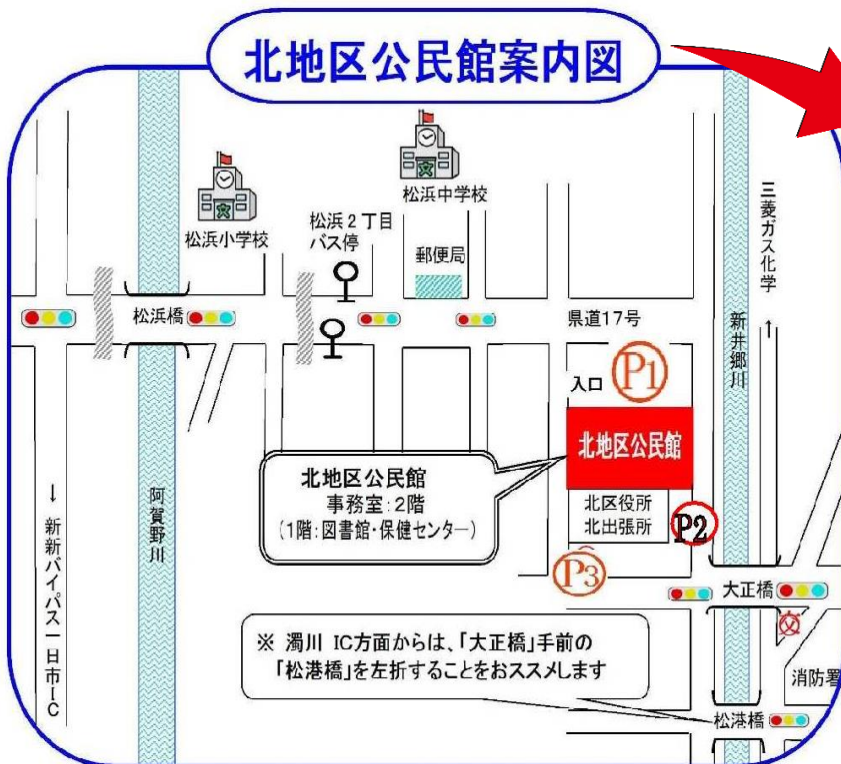 北地区公民館案内図
松浜中学校
松浜小学校
松浜2丁目
バス停
郵便局
三菱ガス化学
↑
松浜橋
県道17号
新井郷川
入口
P1
北地区公民館
北地区公民館
事務室:2階
(1階:図書館・保健センター)
北区役所
北出張所
P2
P3
↓ 新新バイパス一日市IC
阿賀野川
大正橋
※ 濁川 IC方面からは、「大正橋」手前の
「松港橋」を左折することをおススメします
消防署
松港橋
文
文